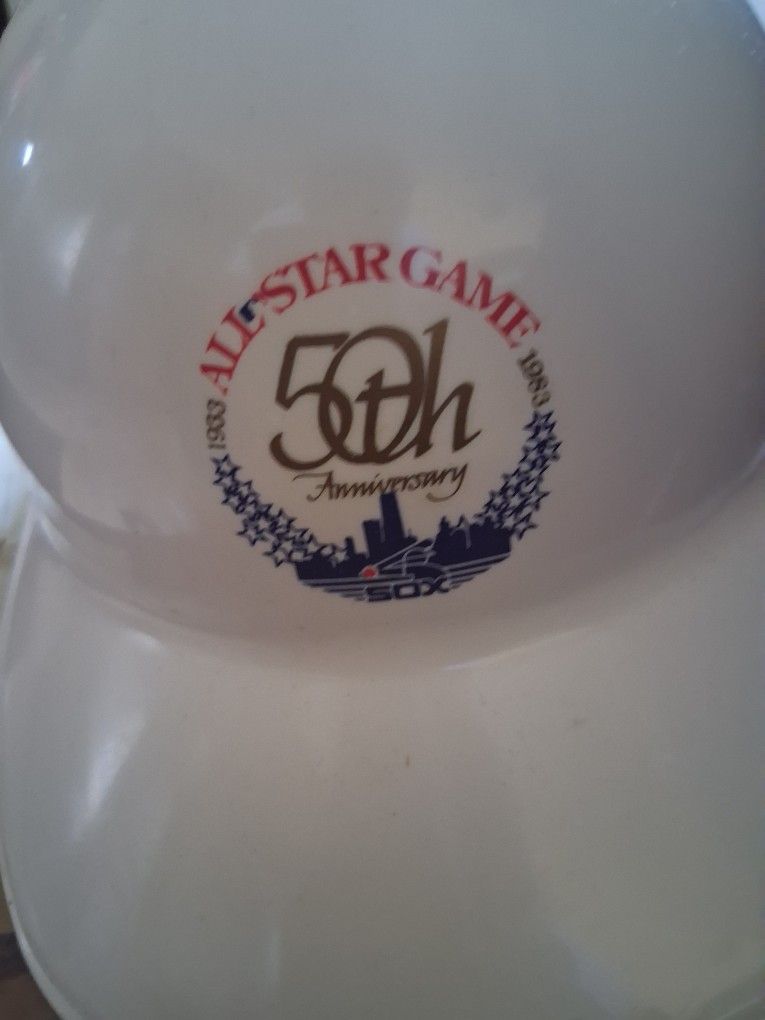 ALL STAR GAME
1933
1983
50th
Anniversary
SOX